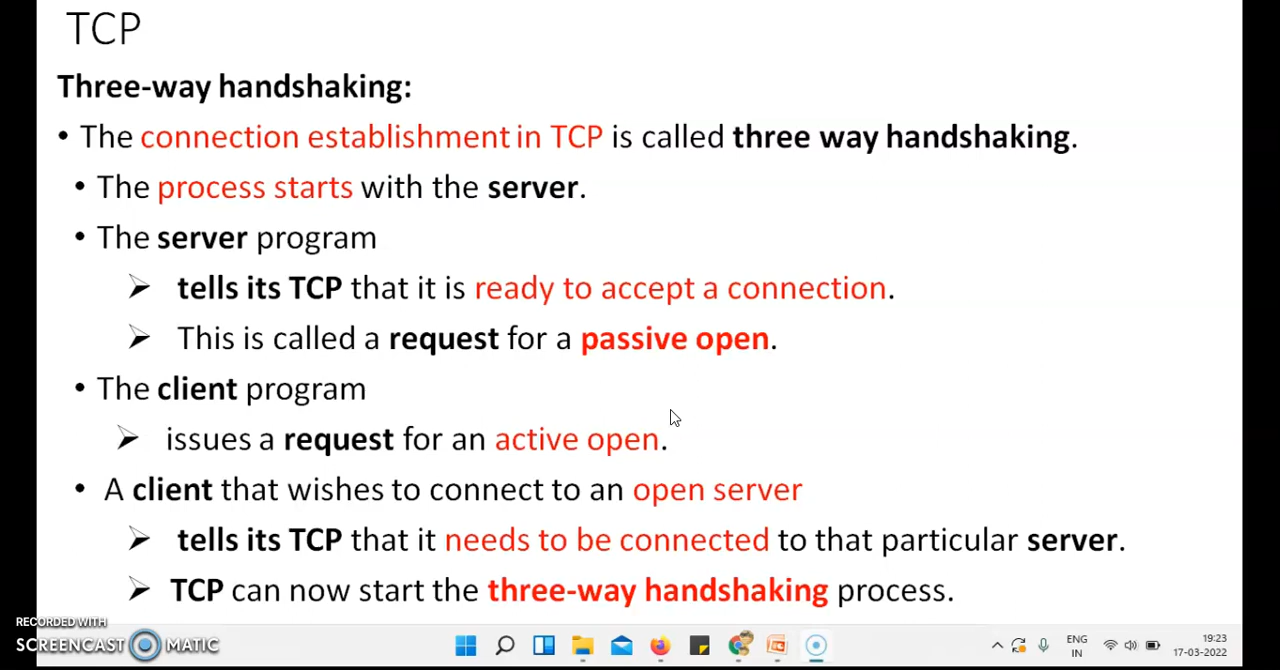 TCP
Three-way handshaking:
• The connection establishment in TCP is called three way handshaking.
• The process starts with the server.
• The server program
➢ tells its TCP that it is ready to accept a connection.
➢ This is called a request for a passive open.
• The client program
➢ issues a request for an active open.
• A client that wishes to connect to an open server
➢ tells its TCP that it needs to be connected to that particular server.
➢ TCP can now start the three-way handshaking process.
RECORDED WITH
SCREENCAST MATIC
ENG
IN
19:23
17-03-2022